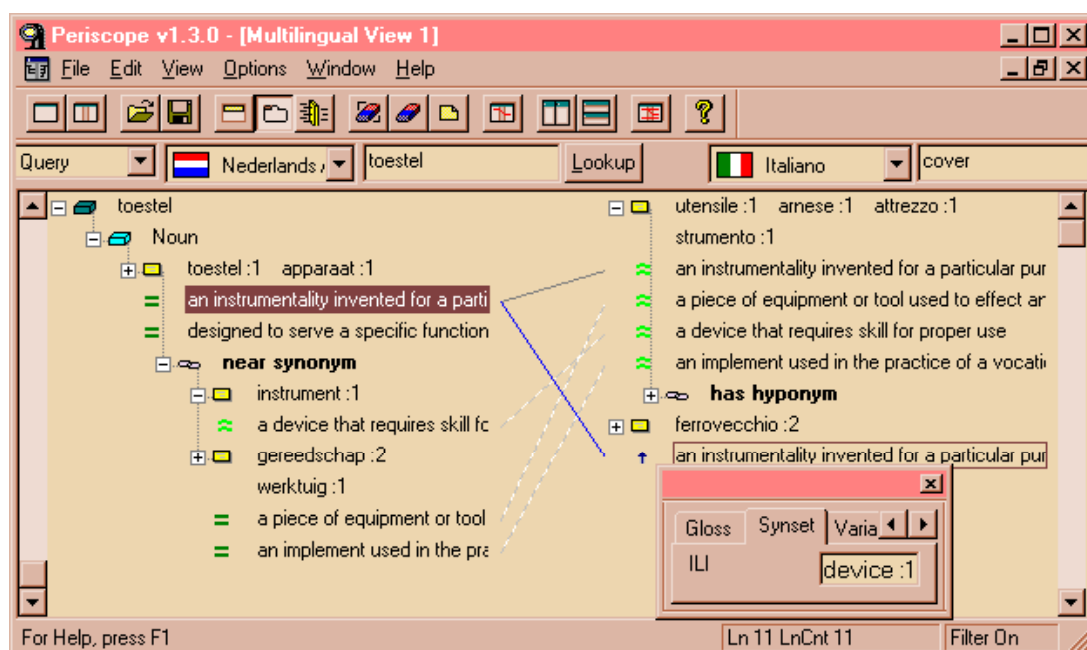 Periscope v1.3.0 - [Multilingual View 1]
File Edit View Options Window Help
Query Nederlands toestel Lookup Italiano cover
toestel
Noun
toestel :1 apparaat :1
an instrumentality invented for a parti
designed to serve a specific function
near synonym
instrument :1
a device that requires skill fc
gereedschap :2
werktuig :1
a piece of equipment or tool
an implement used in the pra
utensile :1 arnese :1 attrezzo :1
strumento :1
an instrumentality invented for a particular pur
a piece of equipment or tool used to effect an
a device that requires skill for proper use
an implement used in the practice of a vocati
has hyponym
ferrovecchio :2
an instrumentality invented for a particular pur
Gloss Synset Varia
ILI device :1
For Help, press F1 Ln 11 LnCnt 11 Filter On